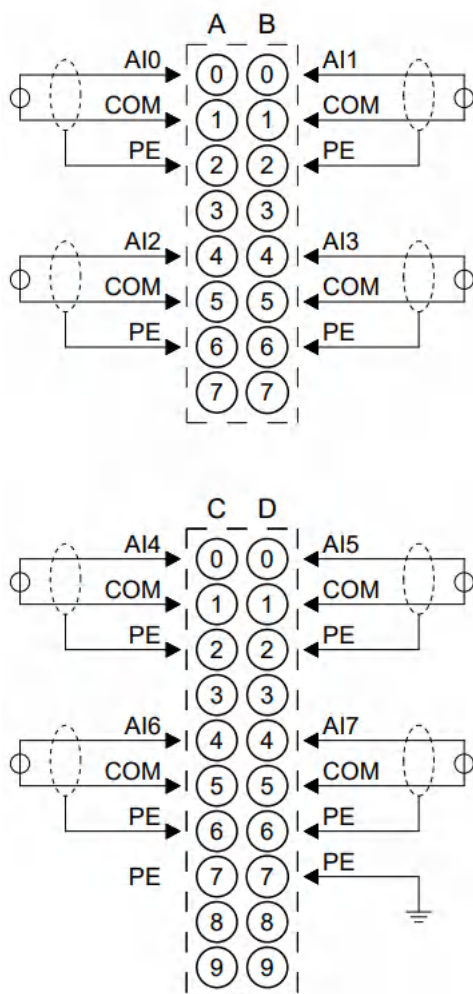 A B
AI0 0 0 AI1
COM 1 1 COM
PE 2 2 PE
3 3
AI2 4 4 AI3
COM 5 5 COM
PE 6 6 PE
7 7
C D
AI4 0 0 AI5
COM 1 1 COM
PE 2 2 PE
3 3
AI6 4 4 AI7
COM 5 5 COM
PE 6 6 PE
PE 7 7 PE
8 8
9 9